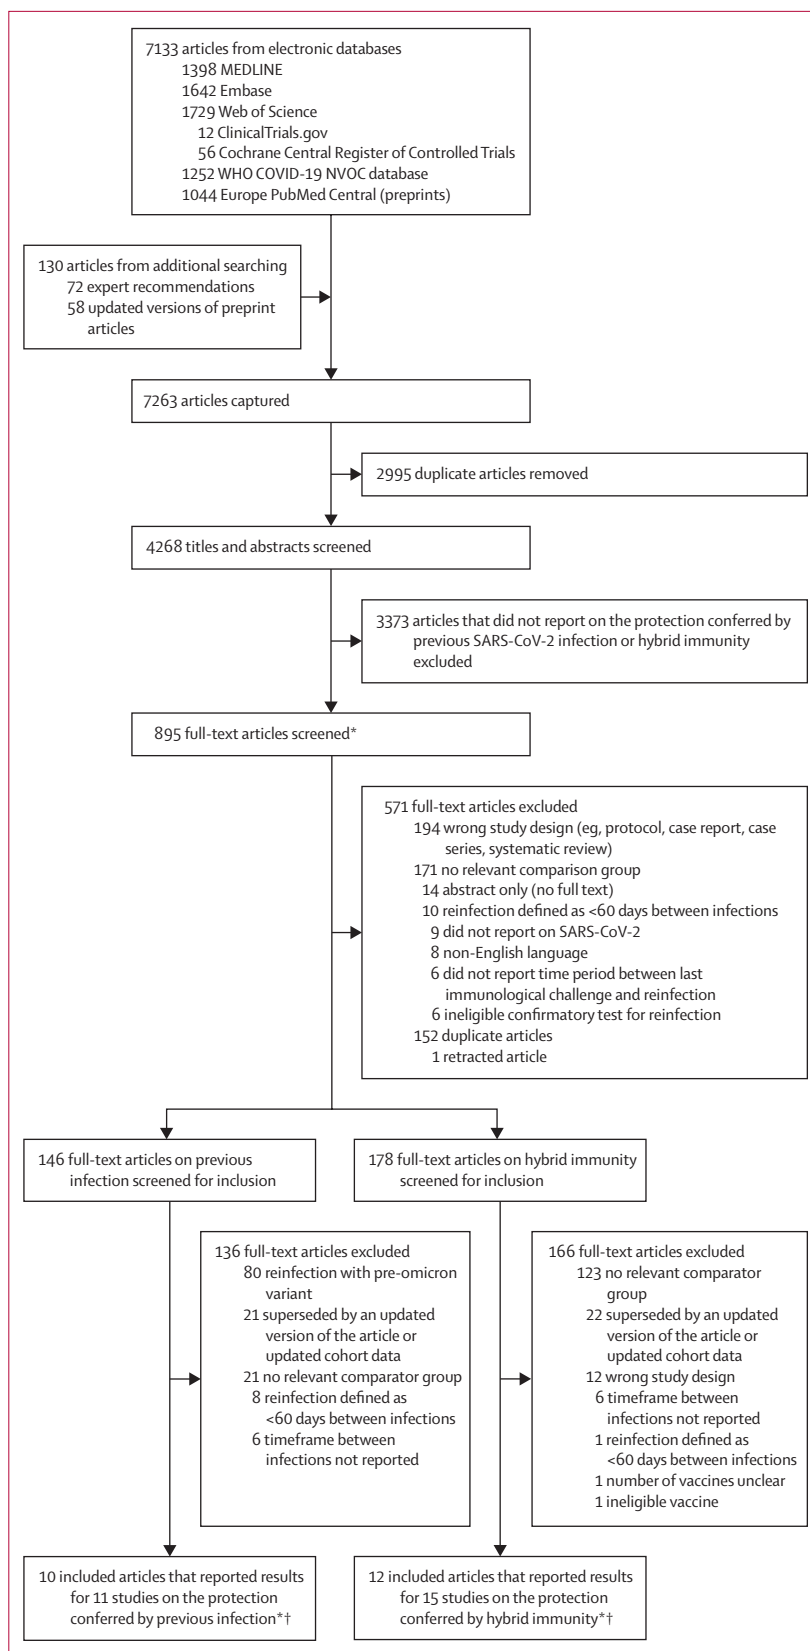 7133 articles from electronic databases
1398 MEDLINE
1642 Embase
1729 Web of Science
12 ClinicalTrials.gov
56 Cochrane Central Register of Controlled Trials
1252 WHO COVID-19 NVOC database
1044 Europe PubMed Central (preprints)
130 articles from additional searching
72 expert recommendations
58 updated versions of preprint
articles
7263 articles captured
2995 duplicate articles removed
4268 titles and abstracts screened
3373 articles that did not report on the protection conferred by
previous SARS-CoV-2 infection or hybrid immunity
excluded
895 full-text articles screened*
571 full-text articles excluded
194 wrong study design (eg, protocol, case report, case
series, systematic review)
171 no relevant comparison group
14 abstract only (no full text)
10 reinfection defined as <60 days between infections
9 did not report on SARS-CoV-2
8 non-English language
6 did not report time period between last
immunological challenge and reinfection
6 ineligible confirmatory test for reinfection
152 duplicate articles
1 retracted article
146 full-text articles on previous
infection screened for inclusion
178 full-text articles on hybrid immunity
screened for inclusion
136 full-text articles excluded
80 reinfection with pre-omicron
variant
21 superseded by an updated
version of the article or
updated cohort data
21 no relevant comparator group
8 reinfection defined as
<60 days between infections
6 timeframe between
infections not reported
166 full-text articles excluded
123 no relevant comparator
group
22 superseded by an updated
version of the article or
updated cohort data
12 wrong study design
6 timeframe between
infections not reported
1 reinfection defined as
<60 days between infections
1 number of vaccines unclear
1 ineligible vaccine
10 included articles that reported results
for 11 studies on the protection
conferred by previous infection*†
12 included articles that reported results
for 15 studies on the protection
conferred by hybrid immunity*†